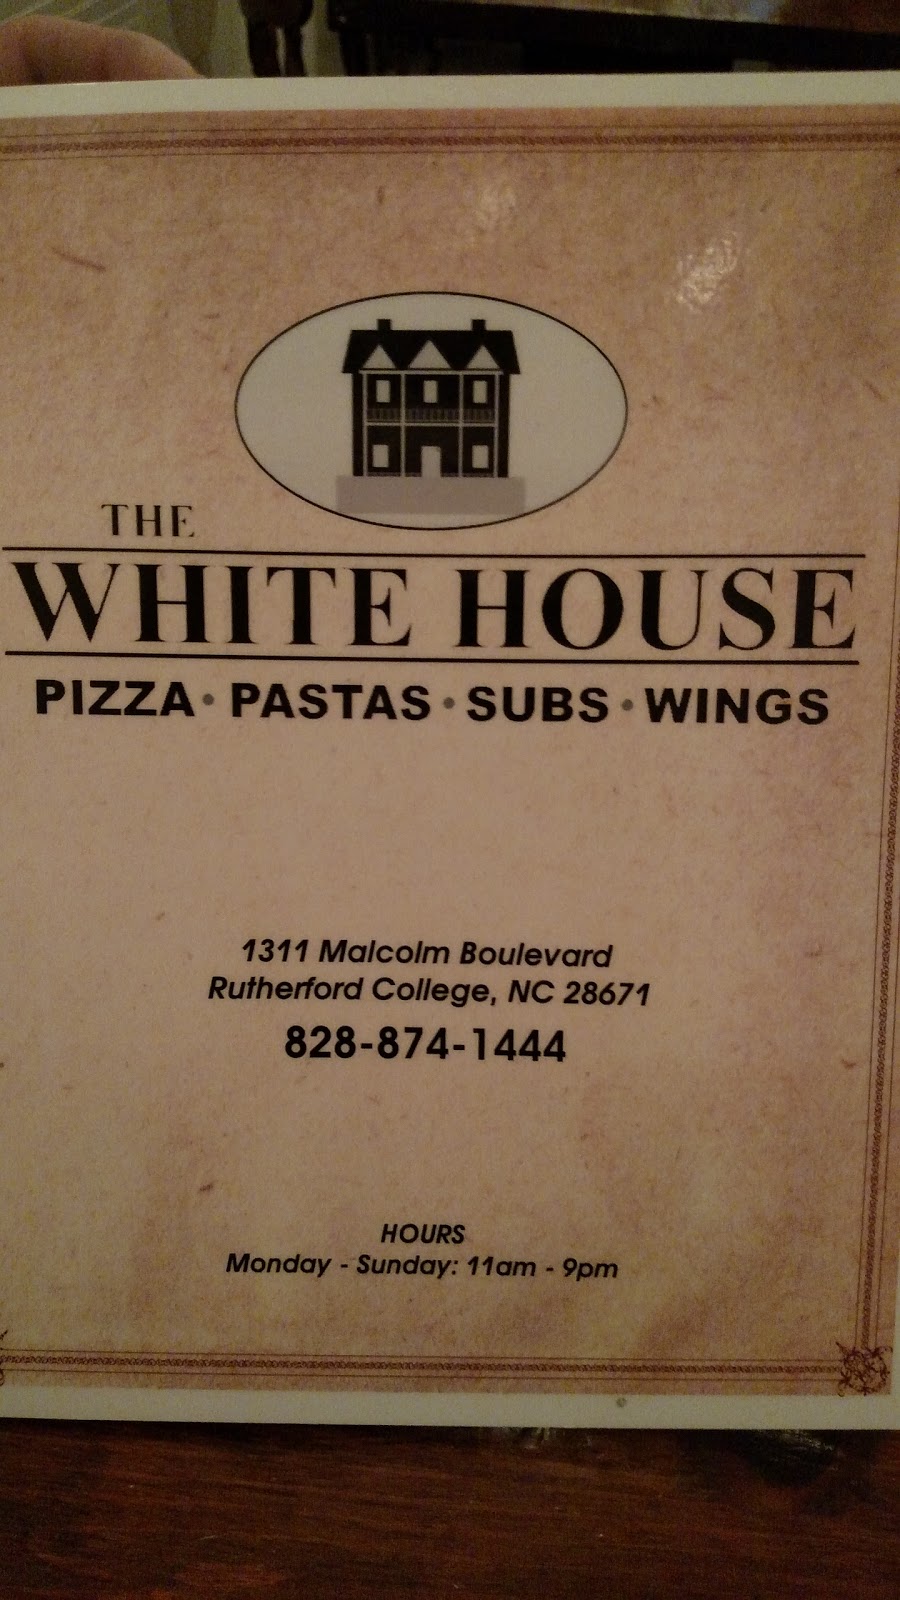 THE
WHITE HOUSE
PIZZA • PASTAS • SUBS • WINGS
1311 Malcolm Boulevard
Rutherford College, NC 28671
828-874-1444
HOURS
Monday - Sunday: 11am - 9pm